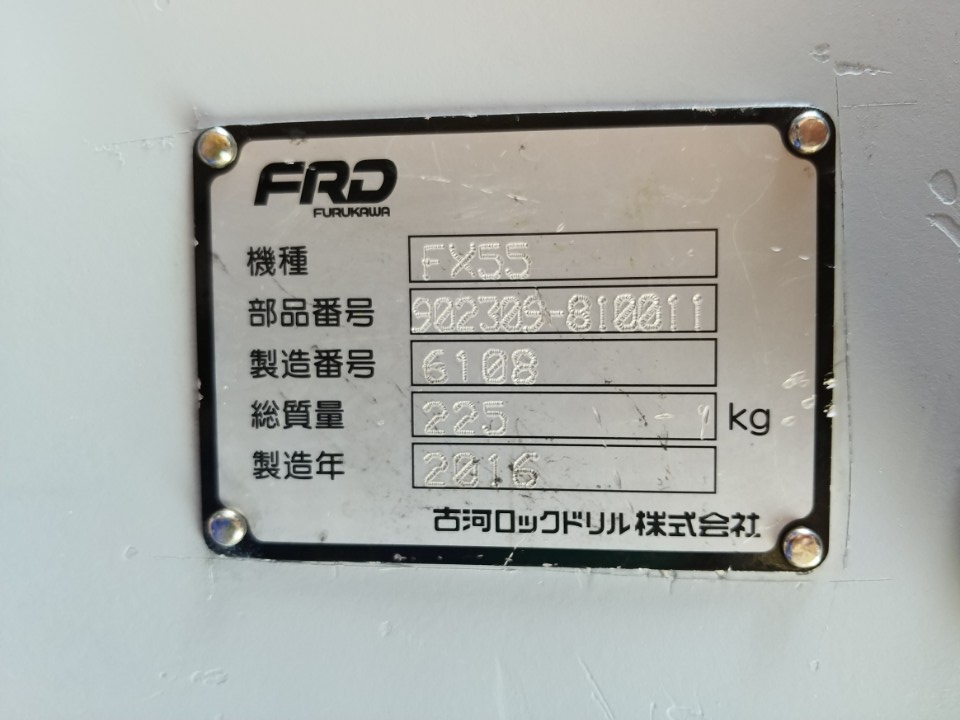 FRD
FURUKAWA
機種 FX55
部品番号 902309-810011
製造番号 6108
総質量 225 kg
製造年 2016
古河ロックドリル株式会社